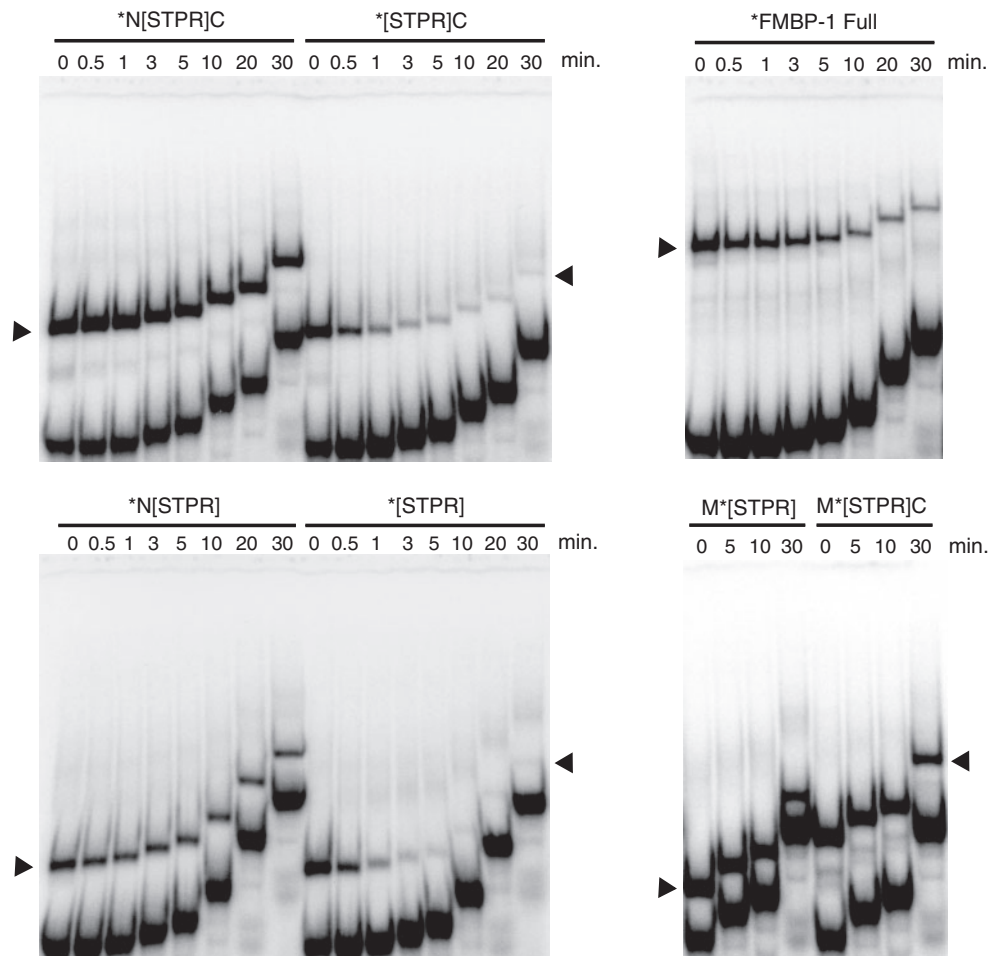 *N[STPR]C *[STPR]C
0 0.5 1 3 5 10 20 30 0 0.5 1 3 5 10 20 30 min.
*FMBP-1 Full
0 0.5 1 3 5 10 20 30 min.
*N[STPR] *[STPR]
0 0.5 1 3 5 10 20 30 0 0.5 1 3 5 10 20 30 min.
M*[STPR] M*[STPR]C
0 5 10 30 0 5 10 30 min.